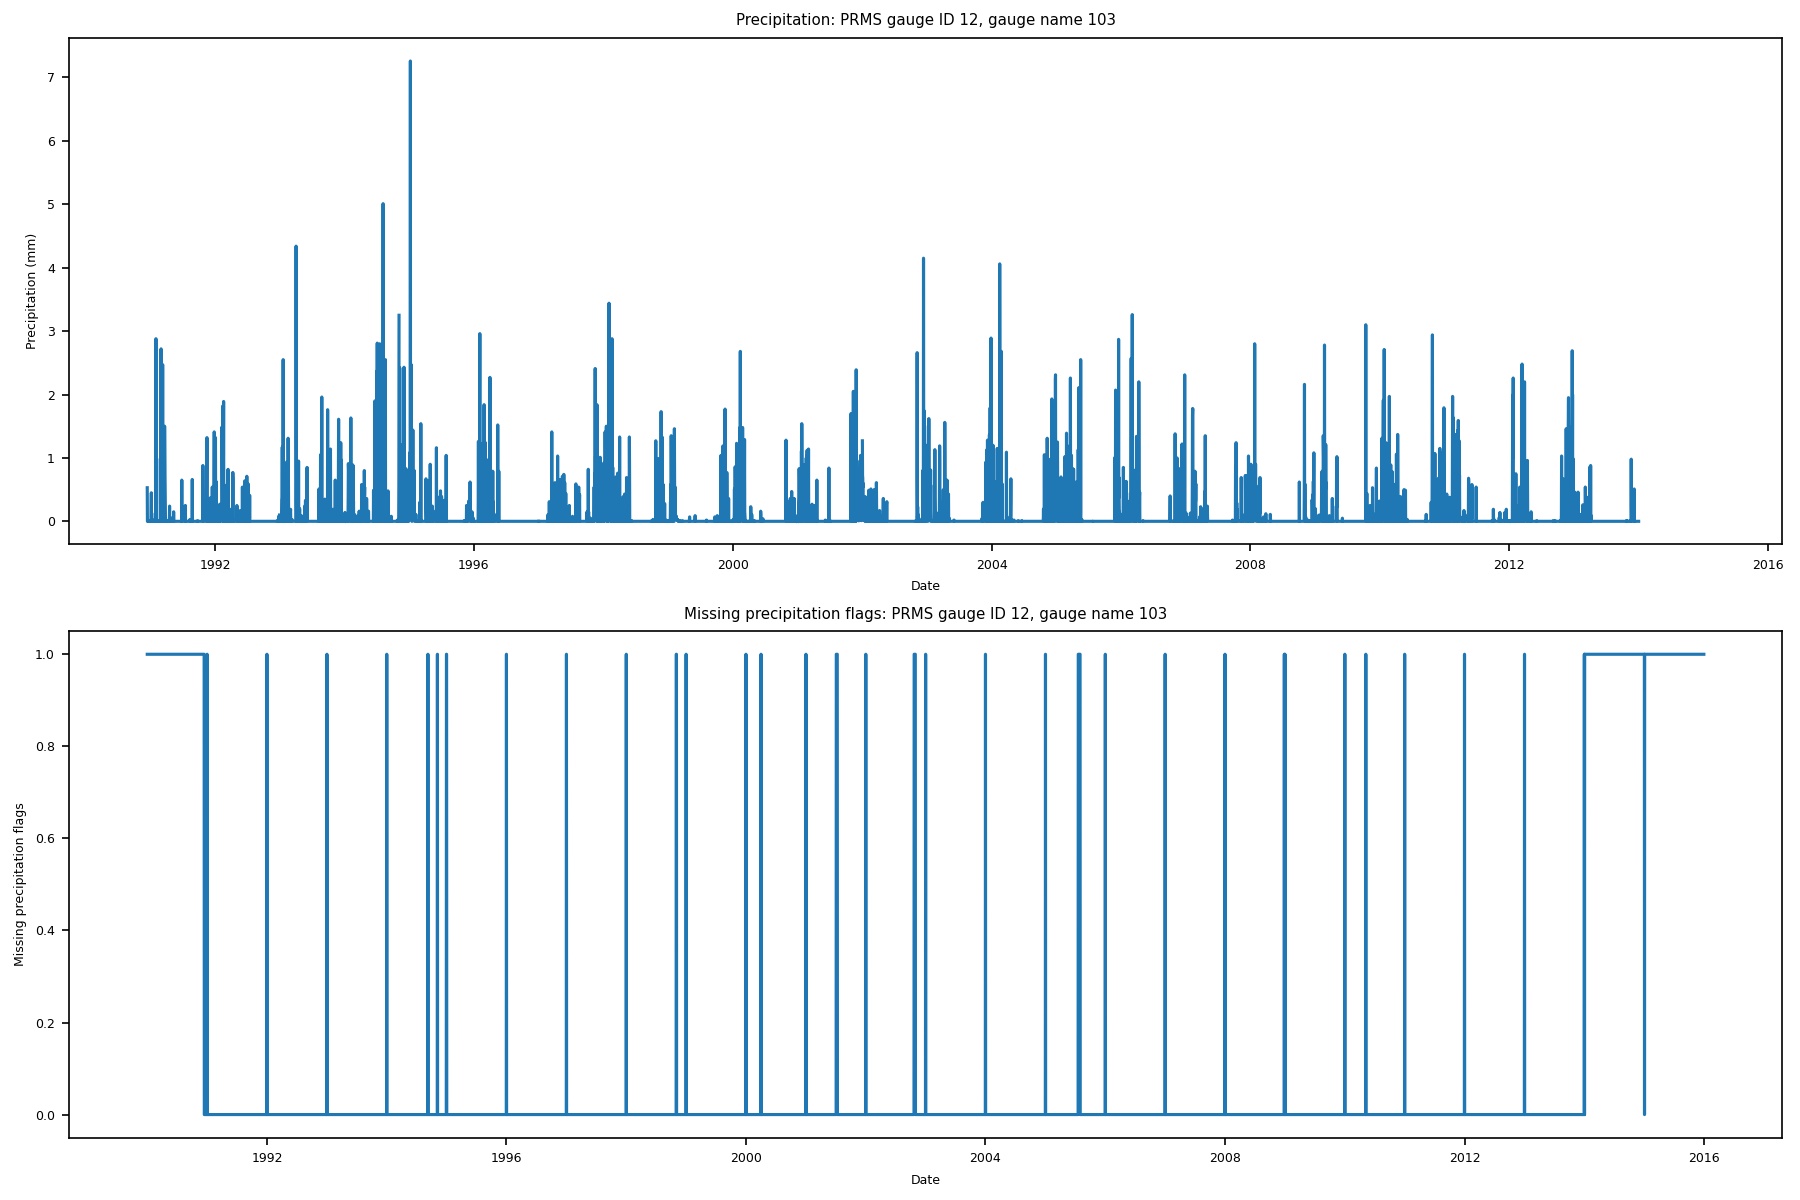 Precipitation: PRMS gauge ID 12, gauge name 103
Precipitation (mm)
7
6
5
4
3
2
1
0
1992 1996 2000 2004 2008 2012 2016
Date
Missing precipitation flags: PRMS gauge ID 12, gauge name 103
Missing precipitation flags
1.0
0.8
0.6
0.4
0.2
0.0
1992 1996 2000 2004 2008 2012 2016
Date